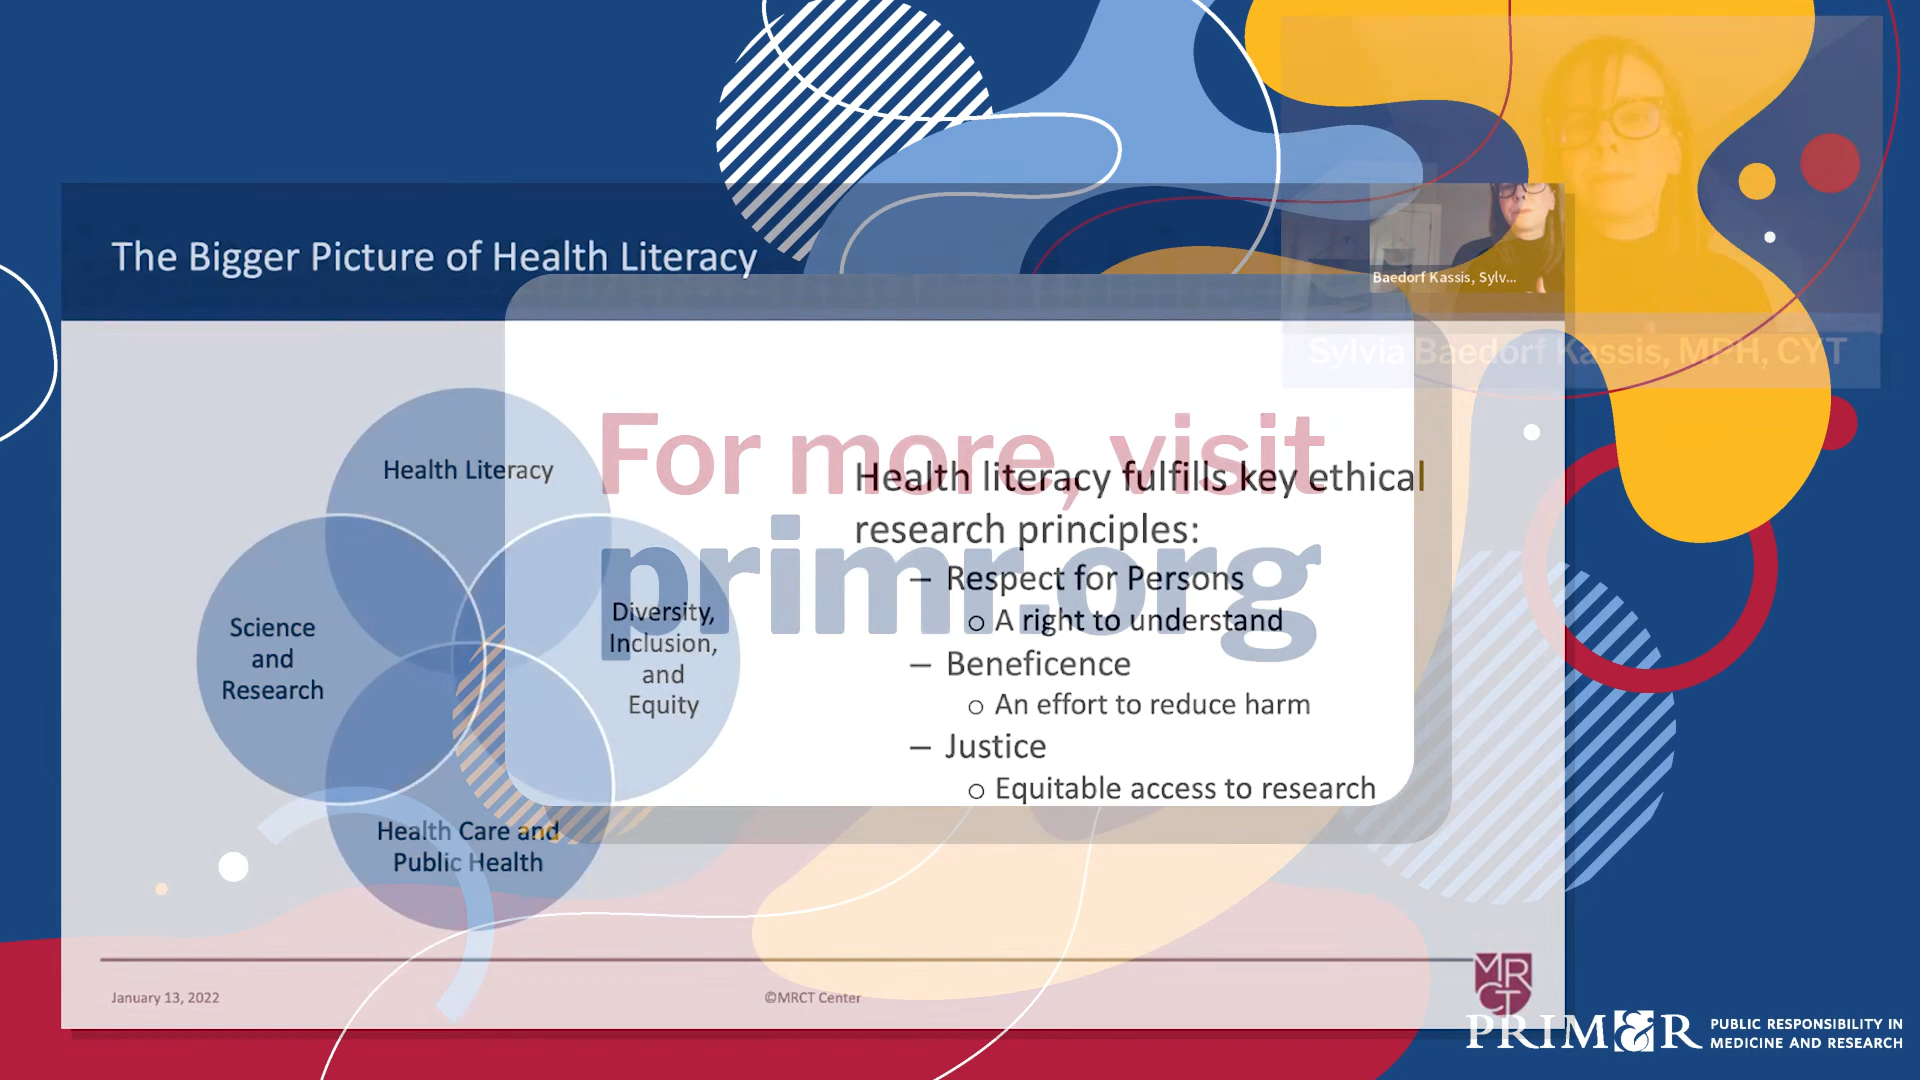 The Bigger Picture of Health Literacy
Baedorf Kassis, Sylv...
Sylvia Baedorf Kassis, MPH, CYT
For more, visit
primr.org
Health Literacy
Science
and
Research
Diversity,
Inclusion,
and
Equity
Health Care and
Public Health
Health literacy fulfills key ethical
research principles:
– Respect for Persons
○ A right to understand
– Beneficence
○ An effort to reduce harm
– Justice
○ Equitable access to research
January 13, 2022
©MRCT Center
MR
CT
PRIM&R
PUBLIC RESPONSIBILITY IN
MEDICINE AND RESEARCH